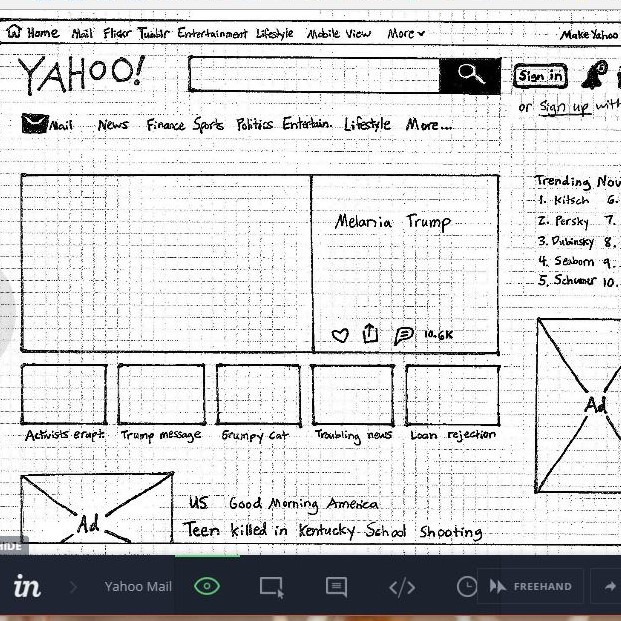 Home Mail Flickr Tumblr Entertainment Lifestyle Mobile View More Make Yahoo
YAHOO!
Sign in
or Sign up with
Mail News Finance Sports Politics Entertain. Lifestyle More...
Trending Now
1. Kitsch 6.
2. Persky 7.
3. Dubinsky 8.
4. Seaborn 9.
5. Schumer 10.
Melania Trump
10.6K
Ad
Activists erupt. Trump message Grumpy cat Troubling news Loan rejection
Ad
US Good Morning America
Teen killed in Kentucky School Shooting
HIDE
in Yahoo Mail FREEHAND